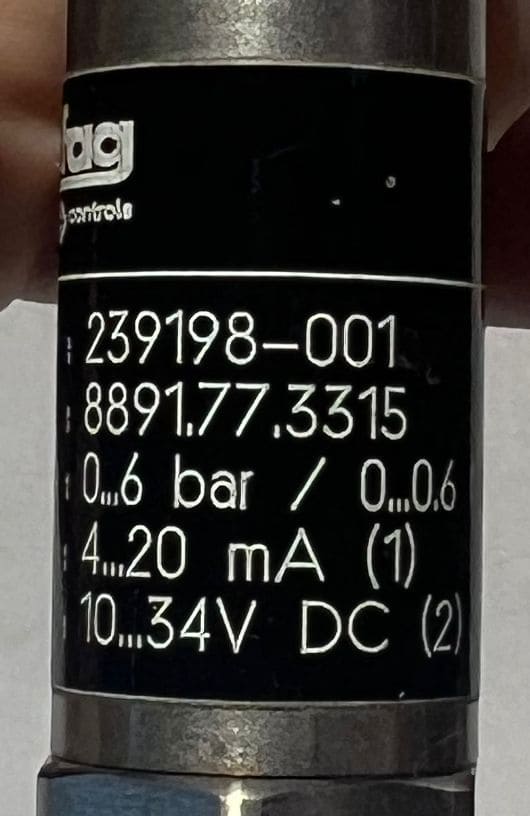 controls
239198-001
8891.77.3315
0...6 bar / 0...0.6
4...20 mA (1)
10...34V DC (2)